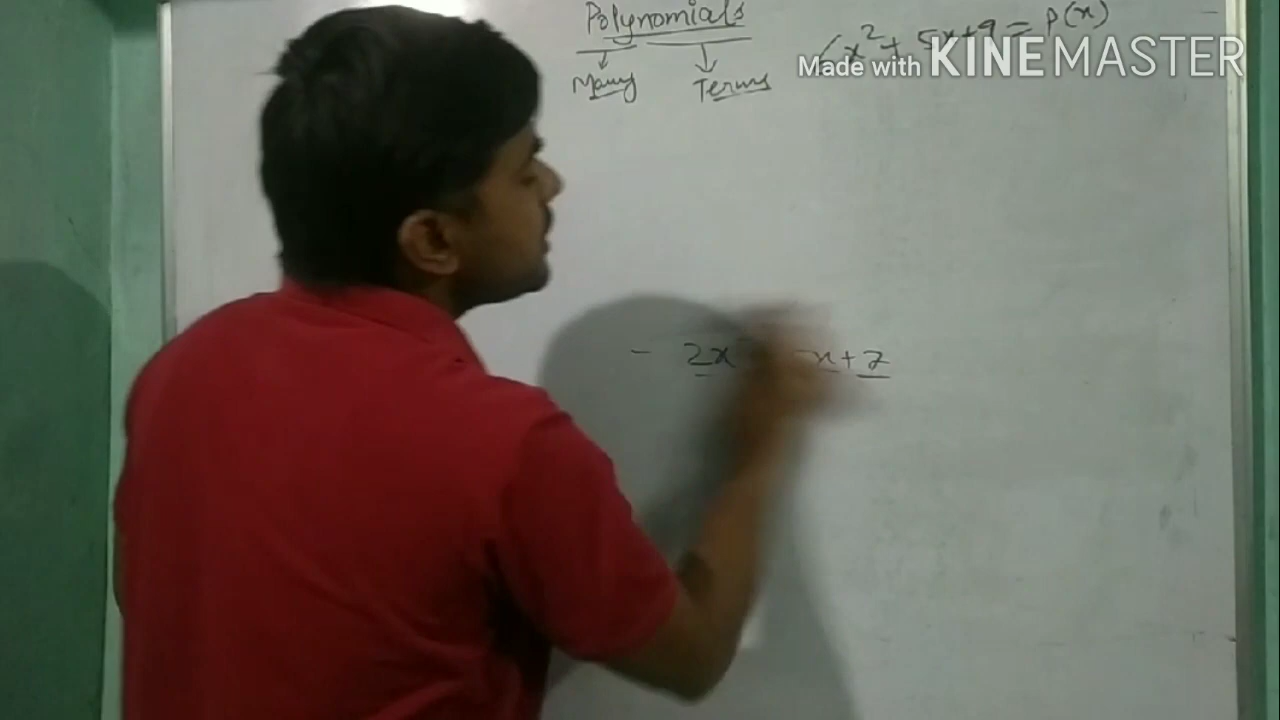 Polynomials
Many Terms
x² + 5x + 9 = P(x)
Made with KINEMASTER
- 2x x + 7